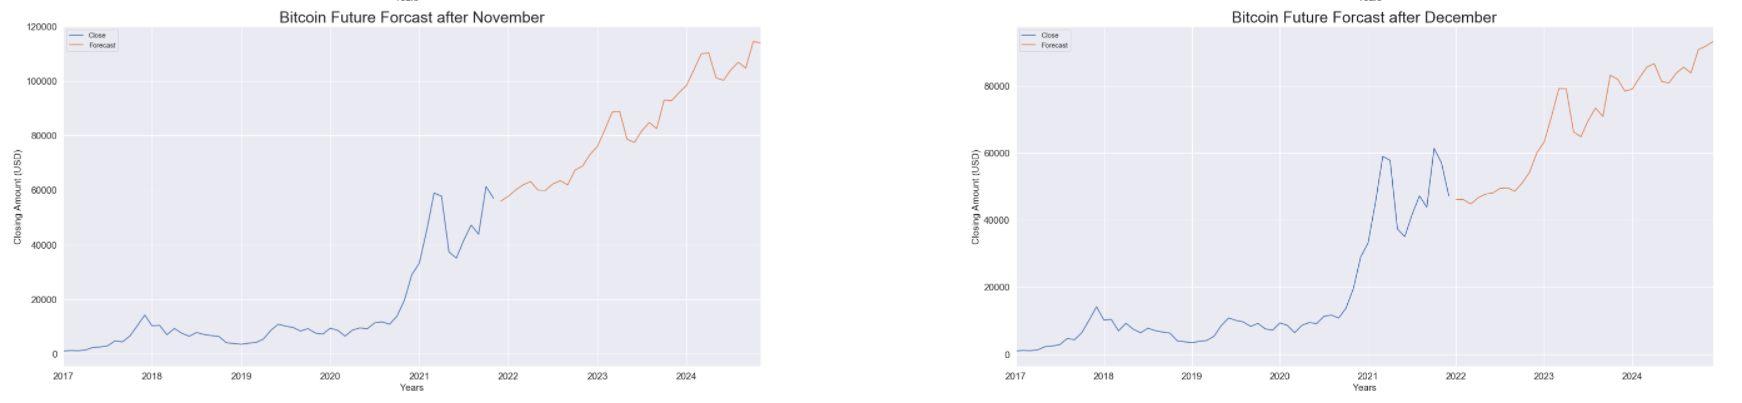 Years
Years
Bitcoin Future Forcast after November
120000
Close
Forecast
100000
80000
60000
40000
20000
0
Closing Amount (USD)
2017 2018 2019 2020 2021 2022 2023 2024
Years
Bitcoin Future Forcast after December
Close
Forecast
80000
60000
40000
20000
0
Closing Amount (USD)
2017 2018 2019 2020 2021 2022 2023 2024
Years